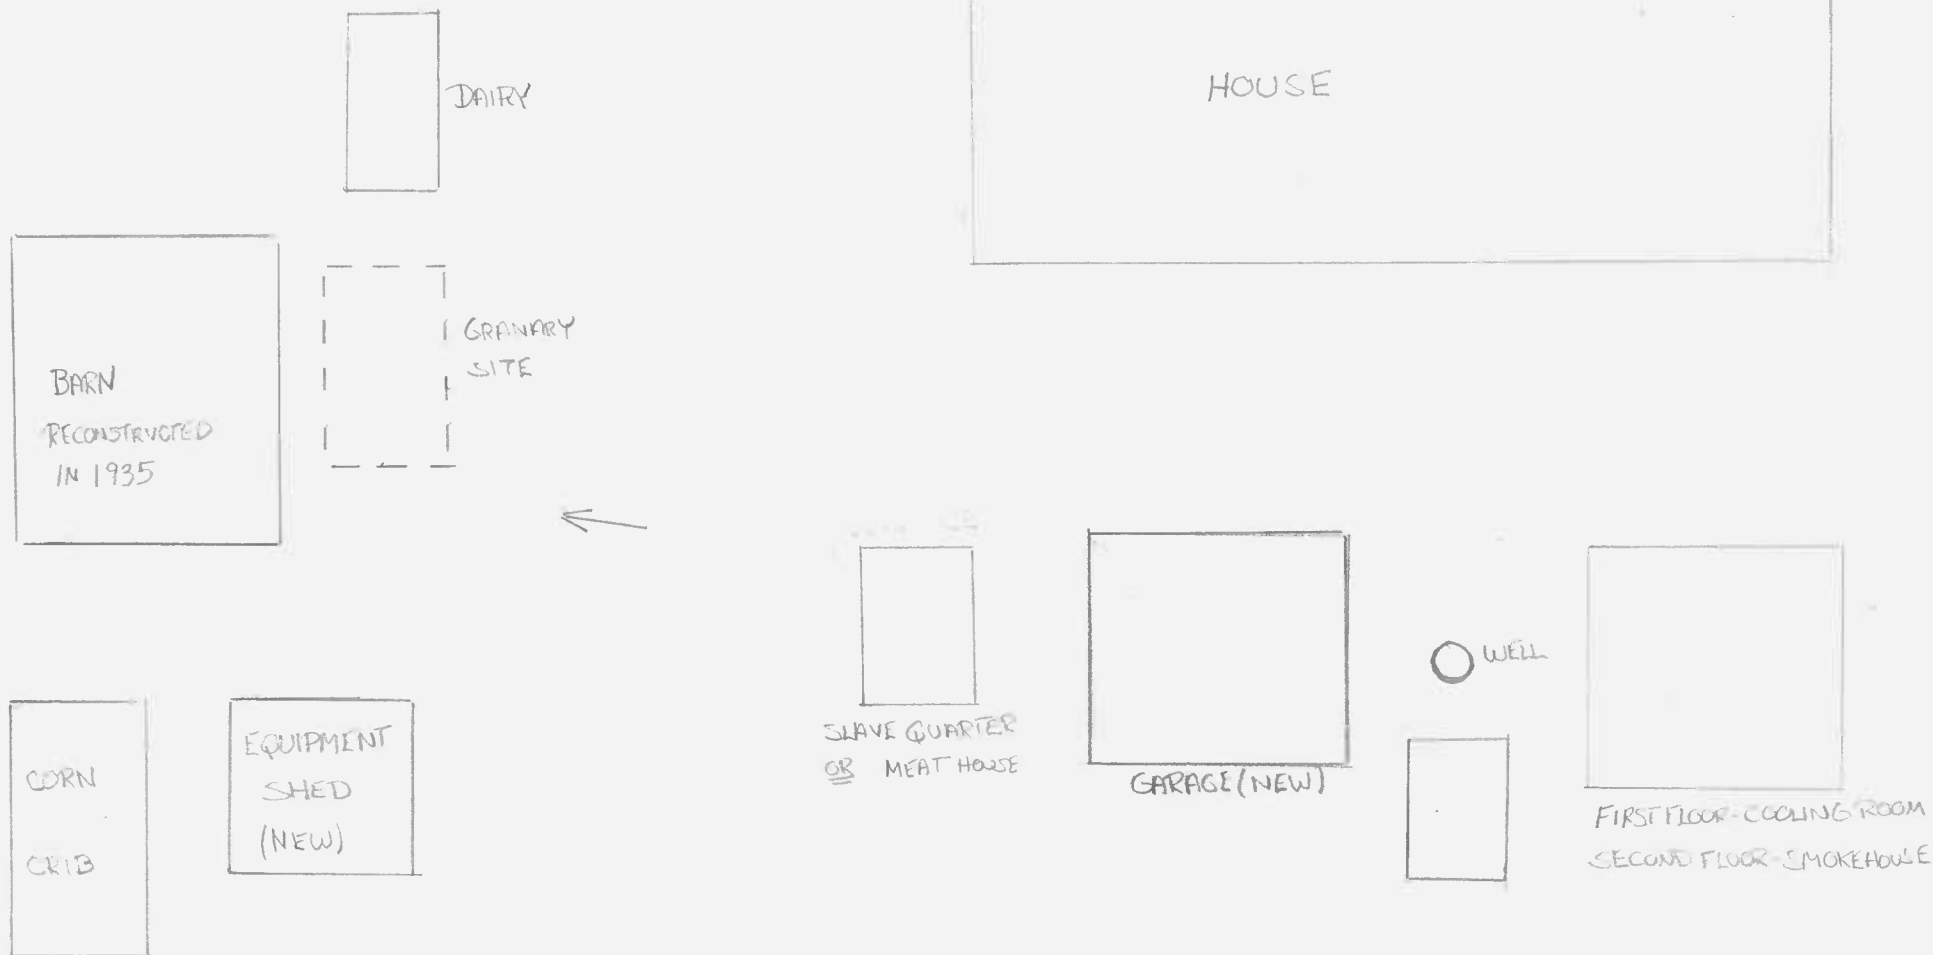 DAIRY
HOUSE
GRANARY
SITE
BARN
RECONSTRUCTED
IN 1935
WELL
SLAVE QUARTER
OR MEAT HOUSE
GARAGE (NEW)
EQUIPMENT
SHED
(NEW)
CORN
CRIB
FIRST FLOOR-COOLING ROOM
SECOND FLOOR-SMOKEHOUSE